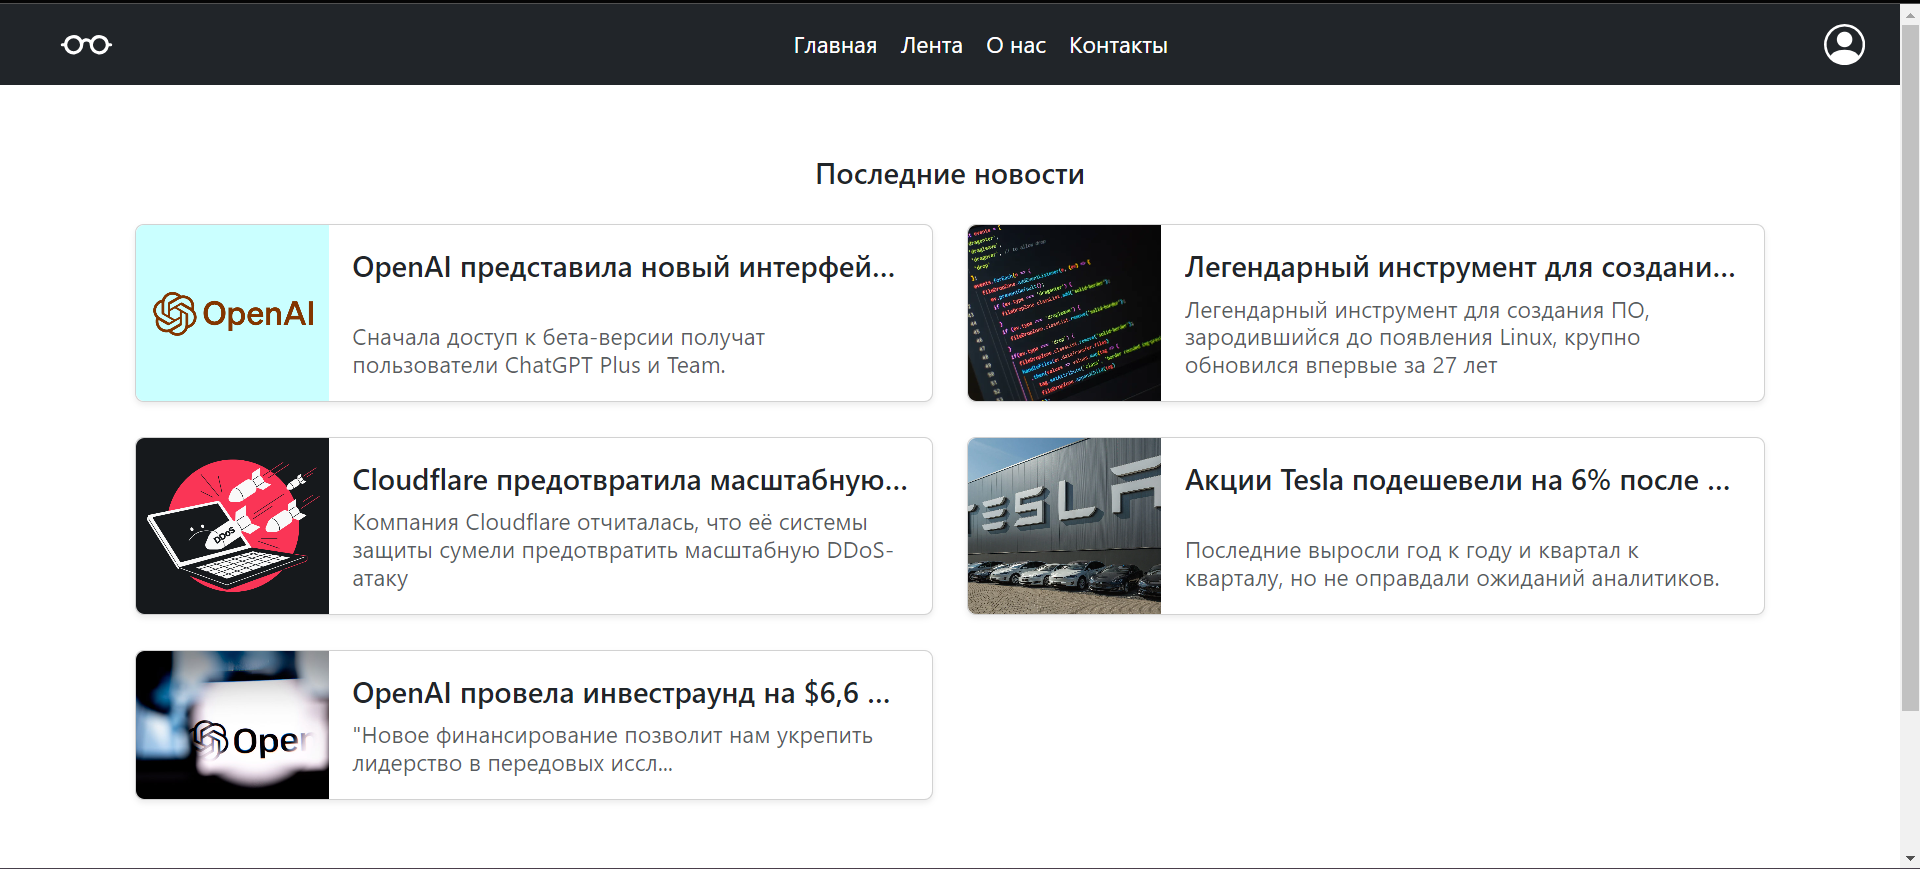 Главная Лента О нас Контакты
Последние новости
OpenAI
OpenAI представила новый интерфей...
Сначала доступ к бета-версии получат
пользователи ChatGPT Plus и Team.
Легендарный инструмент для создани...
Легендарный инструмент для создания ПО,
зародившийся до появления Linux, крупно
обновился впервые за 27 лет
DDoS
Cloudflare предотвратила масштабную...
Компания Cloudflare отчиталась, что её системы
защиты сумели предотвратить масштабную DDoS-
атаку
TESLA
Акции Tesla подешевели на 6% после ...
Последние выросли год к году и квартал к
кварталу, но не оправдали ожиданий аналитиков.
Open
OpenAI провела инвестраунд на $6,6 ...
"Новое финансирование позволит нам укрепить
лидерство в передовых иссл...